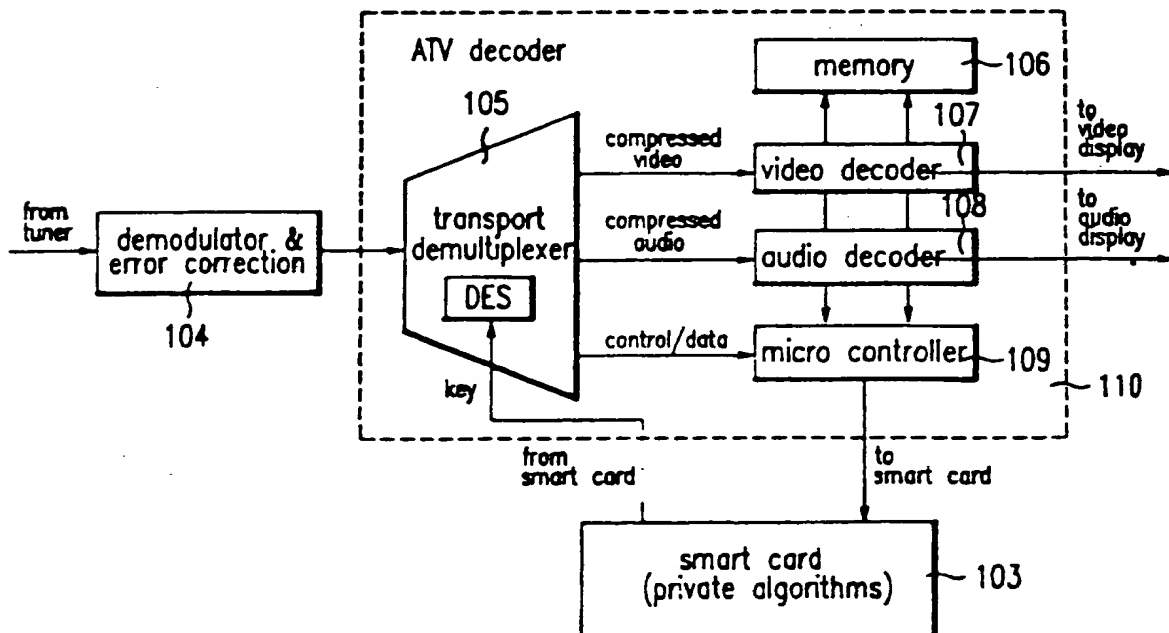 ATV decoder
memory
106
105
107
compressed
video
to
video
display
video decoder
from
tuner
demodulator &
error correction
104
transport
demultiplexer
DES
compressed
audio
108
to
audio
display
audio decoder
control/data
micro controller
109
110
key
from
smart card
to
smart card
smart card
(private algorithms)
103